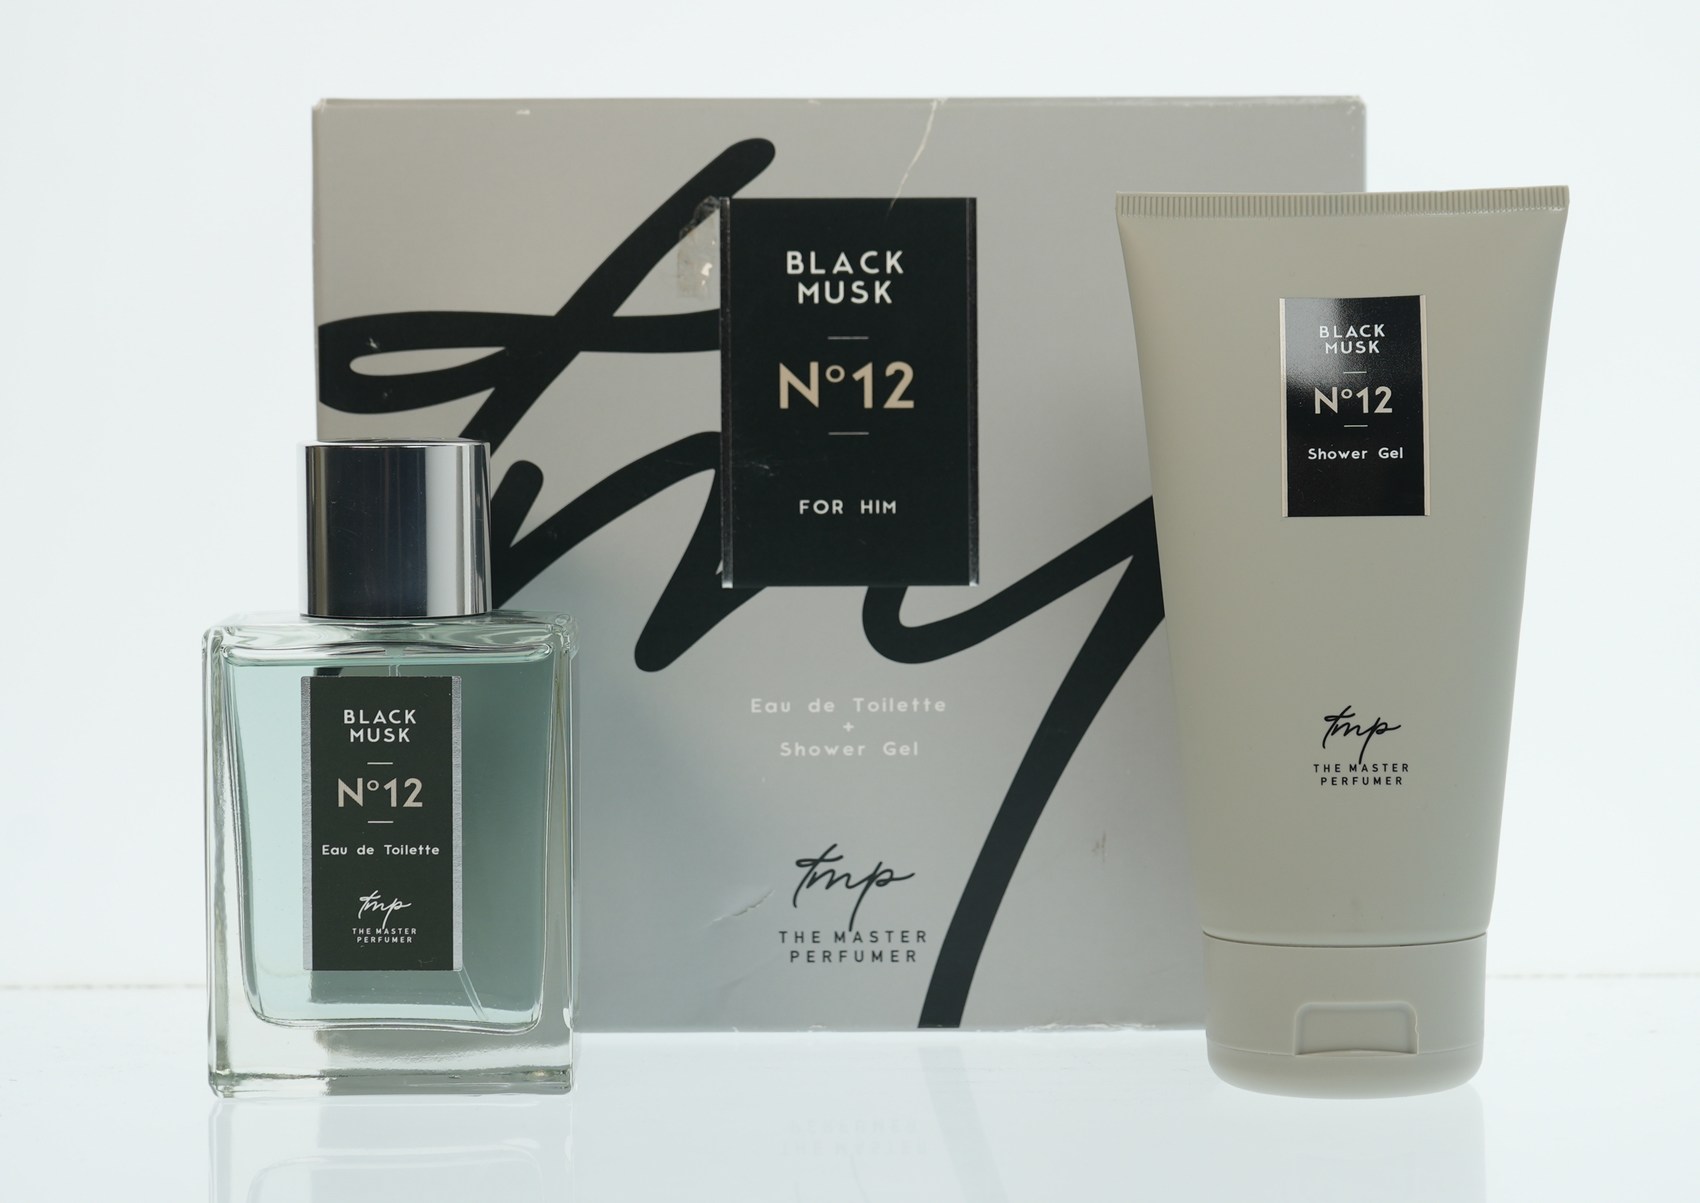 BLACK
MUSK
N°12
FOR HIM
Eau de Toilette
+
Shower Gel
tmp
THE MASTER
PERFUMER
BLACK
MUSK
N°12
Eau de Toilette
tmp
THE MASTER
PERFUMER
BLACK
MUSK
N°12
Shower Gel
tmp
THE MASTER
PERFUMER